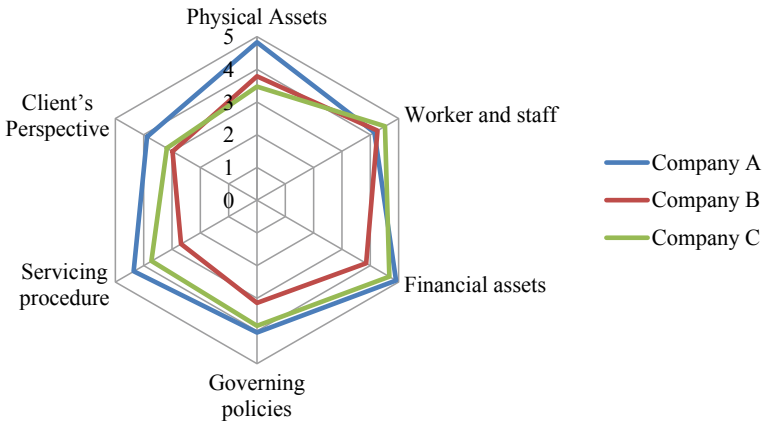 Physical Assets
5
4
3
2
1
0
Client's
Perspective
Worker and staff
Company A
Company B
Company C
Servicing
procedure
Financial assets
Governing
policies